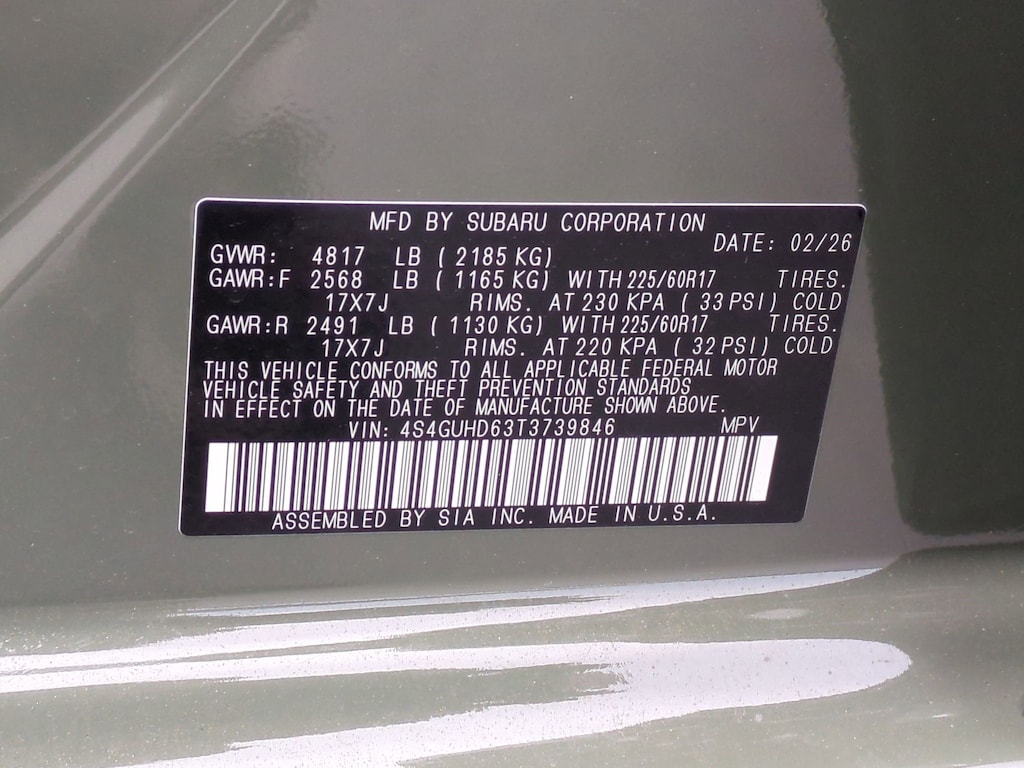 MFD BY SUBARU CORPORATION
DATE: 02/26
GVWR: 4817 LB ( 2185 KG)
GAWR:F 2568 LB ( 1165 KG) WITH 225/60R17 TIRES.
17X7J RIMS. AT 230 KPA ( 33 PSI) COLD
GAWR:R 2491 LB ( 1130 KG) WITH 225/60R17 TIRES.
17X7J RIMS. AT 220 KPA ( 32 PSI) COLD
THIS VEHICLE CONFORMS TO ALL APPLICABLE FEDERAL MOTOR
VEHICLE SAFETY AND THEFT PREVENTION STANDARDS
IN EFFECT ON THE DATE OF MANUFACTURE SHOWN ABOVE.
VIN: 4S4GUHD63T3739846 MPV
ASSEMBLED BY SIA INC. MADE IN U.S.A.